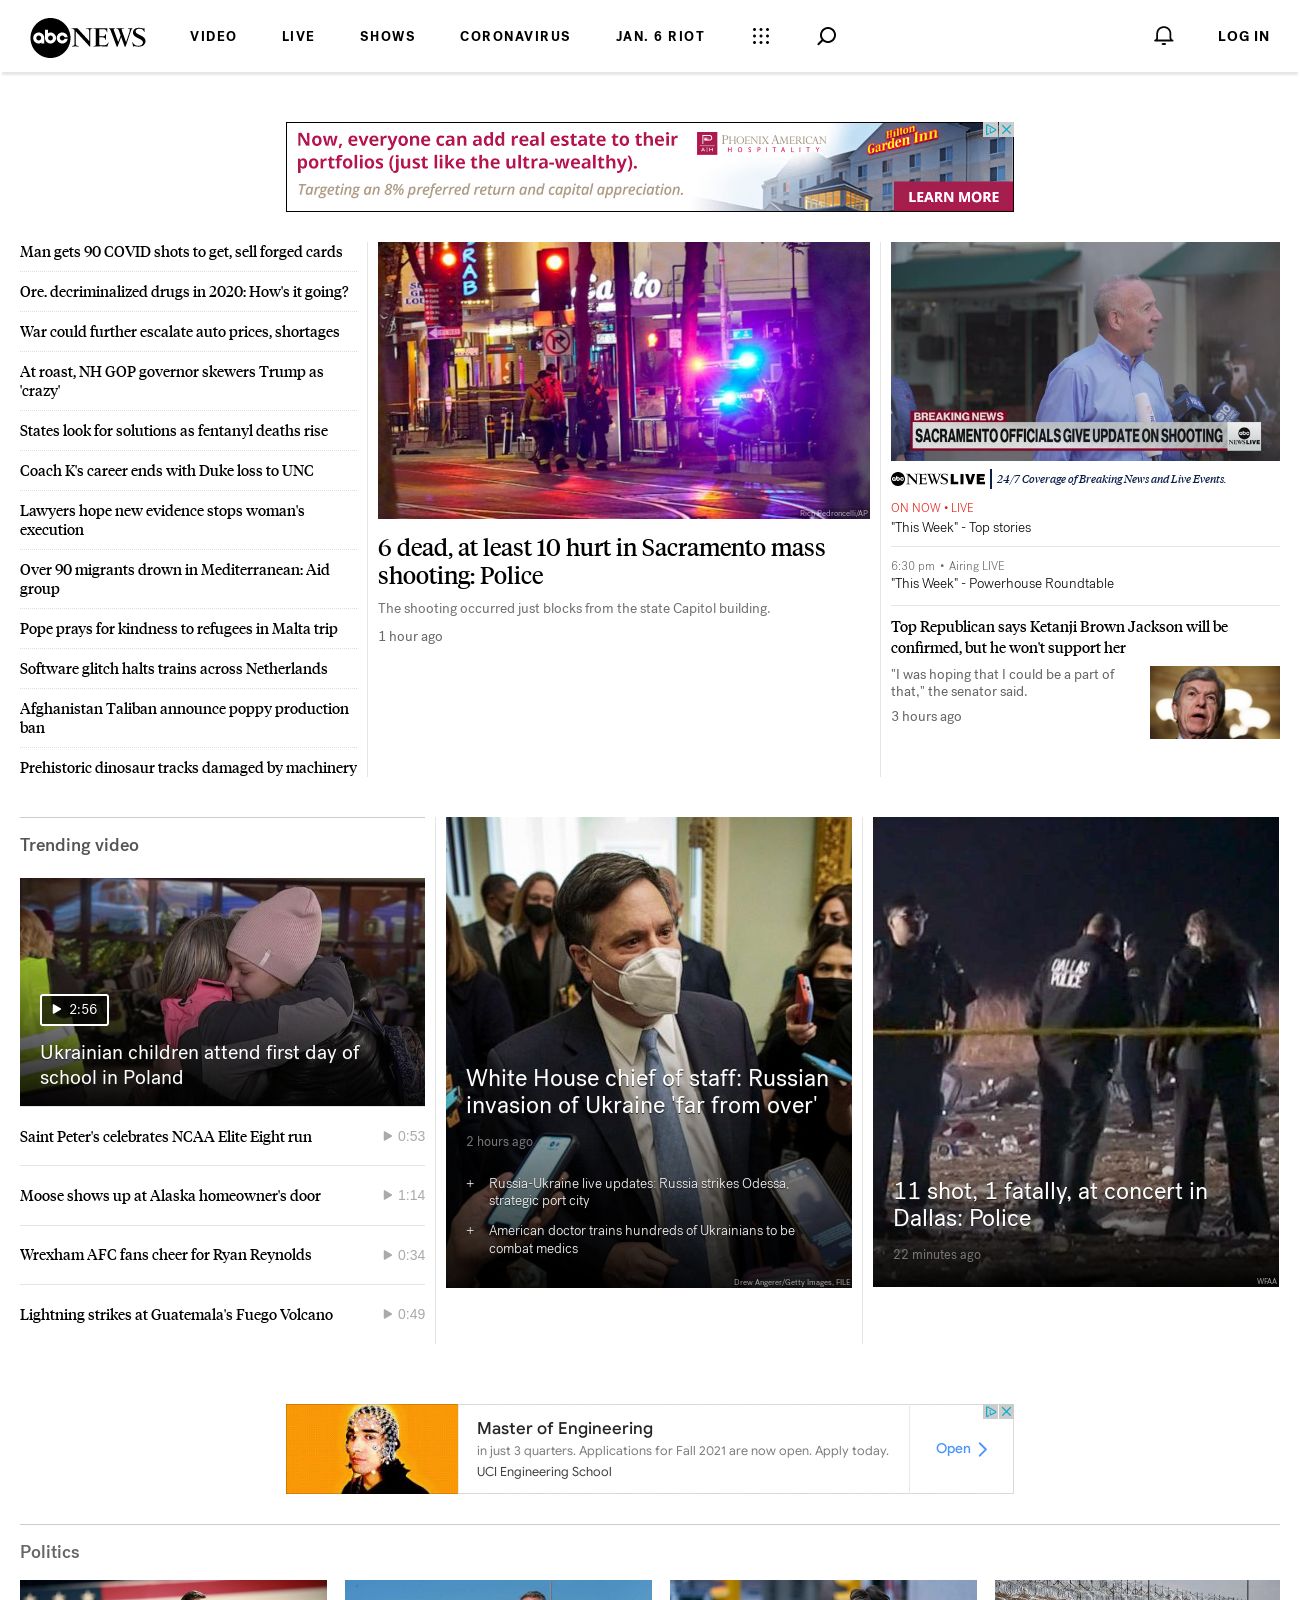 abc NEWS
VIDEO
LIVE
SHOWS
CORONAVIRUS
JAN. 6 RIOT
LOG IN
Now, everyone can add real estate to their
portfolios (just like the ultra-wealthy).
Targeting an 8% preferred return and capital appreciation.
PHOENIX AMERICAN
HOSPITALITY
Hilton
Garden Inn
LEARN MORE
Man gets 90 COVID shots to get, sell forged cards
Ore. decriminalized drugs in 2020: How's it going?
War could further escalate auto prices, shortages
At roast, NH GOP governor skewers Trump as
'crazy'
States look for solutions as fentanyl deaths rise
Coach K's career ends with Duke loss to UNC
Lawyers hope new evidence stops woman's
execution
Over 90 migrants drown in Mediterranean: Aid
group
Pope prays for kindness to refugees in Malta trip
Software glitch halts trains across Netherlands
Afghanistan Taliban announce poppy production
ban
Prehistoric dinosaur tracks damaged by machinery
Rich Pedroncelli/AP
6 dead, at least 10 hurt in Sacramento mass
shooting: Police
The shooting occurred just blocks from the state Capitol building.
1 hour ago
BREAKING NEWS
SACRAMENTO OFFICIALS GIVE UPDATE ON SHOOTING
abc
NEWS LIVE
abc NEWS LIVE
24/7 Coverage of Breaking News and Live Events.
ON NOW • LIVE
"This Week" - Top stories
6:30 pm • Airing LIVE
"This Week" - Powerhouse Roundtable
Top Republican says Ketanji Brown Jackson will be
confirmed, but he won't support her
"I was hoping that I could be a part of
that," the senator said.
3 hours ago
Trending video
2:56
Ukrainian children attend first day of
school in Poland
Saint Peter's celebrates NCAA Elite Eight run
0:53
Moose shows up at Alaska homeowner's door
1:14
Wrexham AFC fans cheer for Ryan Reynolds
0:34
Lightning strikes at Guatemala's Fuego Volcano
0:49
White House chief of staff: Russian
invasion of Ukraine 'far from over'
2 hours ago
+ Russia-Ukraine live updates: Russia strikes Odessa,
strategic port city
+ American doctor trains hundreds of Ukrainians to be
combat medics
Drew Angerer/Getty Images, FILE
DALLAS
POLICE
11 shot, 1 fatally, at concert in
Dallas: Police
22 minutes ago
WFAA
Master of Engineering
in just 3 quarters. Applications for Fall 2021 are now open. Apply today.
UCI Engineering School
Open
Politics